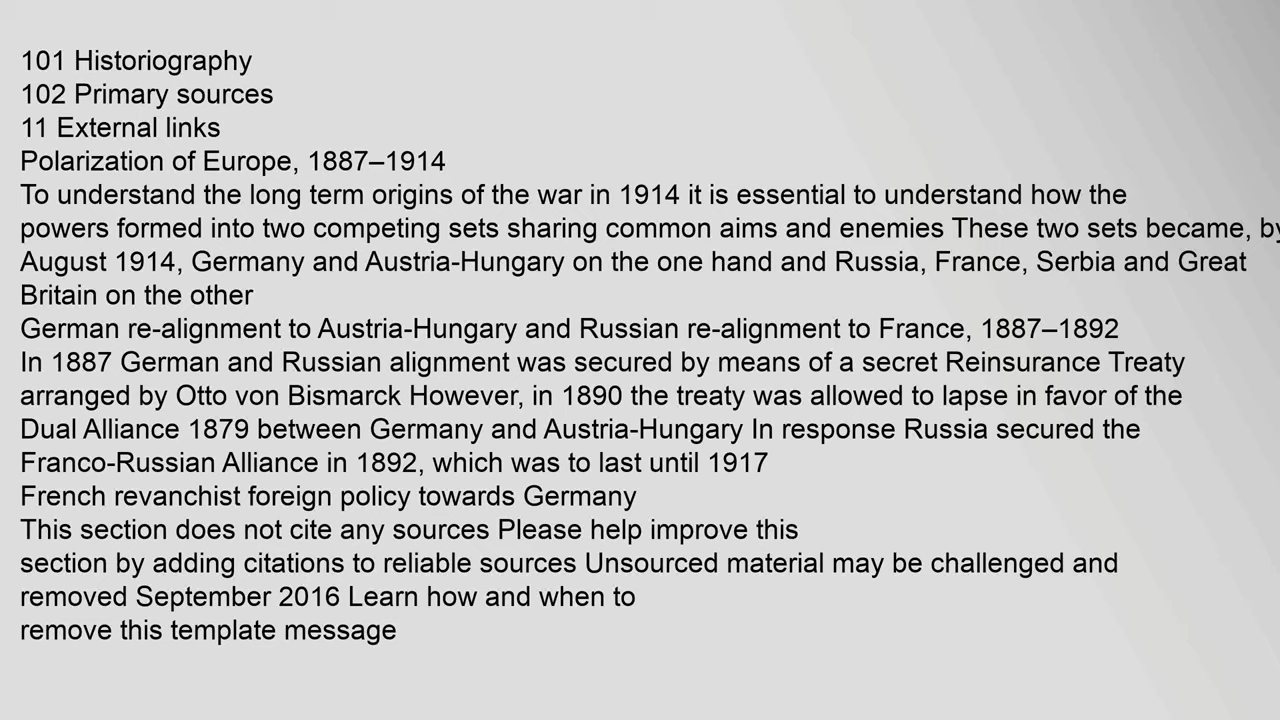 101 Historiography
102 Primary sources
11 External links
Polarization of Europe, 1887–1914
To understand the long term origins of the war in 1914 it is essential to understand how the
powers formed into two competing sets sharing common aims and enemies These two sets became, by
August 1914, Germany and Austria-Hungary on the one hand and Russia, France, Serbia and Great
Britain on the other
German re-alignment to Austria-Hungary and Russian re-alignment to France, 1887–1892
In 1887 German and Russian alignment was secured by means of a secret Reinsurance Treaty
arranged by Otto von Bismarck However, in 1890 the treaty was allowed to lapse in favor of the
Dual Alliance 1879 between Germany and Austria-Hungary In response Russia secured the
Franco-Russian Alliance in 1892, which was to last until 1917
French revanchist foreign policy towards Germany
This section does not cite any sources Please help improve this
section by adding citations to reliable sources Unsourced material may be challenged and
removed September 2016 Learn how and when to
remove this template message